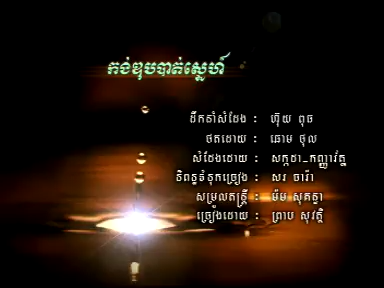 កង់ឌុបបាត់ស្នេហ៍
ដឹកនាំសំដែង : ហ៊ុយ ពុច
ថតដោយ : ឆោម ថុល
សំដែងដោយ : សក្កដា-កញ្ញារ័ត្ន
និពន្ធទំនុកច្រៀង : សរ ចារ៉ា
សម្រួលតន្ត្រី : ម៉ម សុគន្ធា
ច្រៀងដោយ : ព្រាប សុវត្ថិ